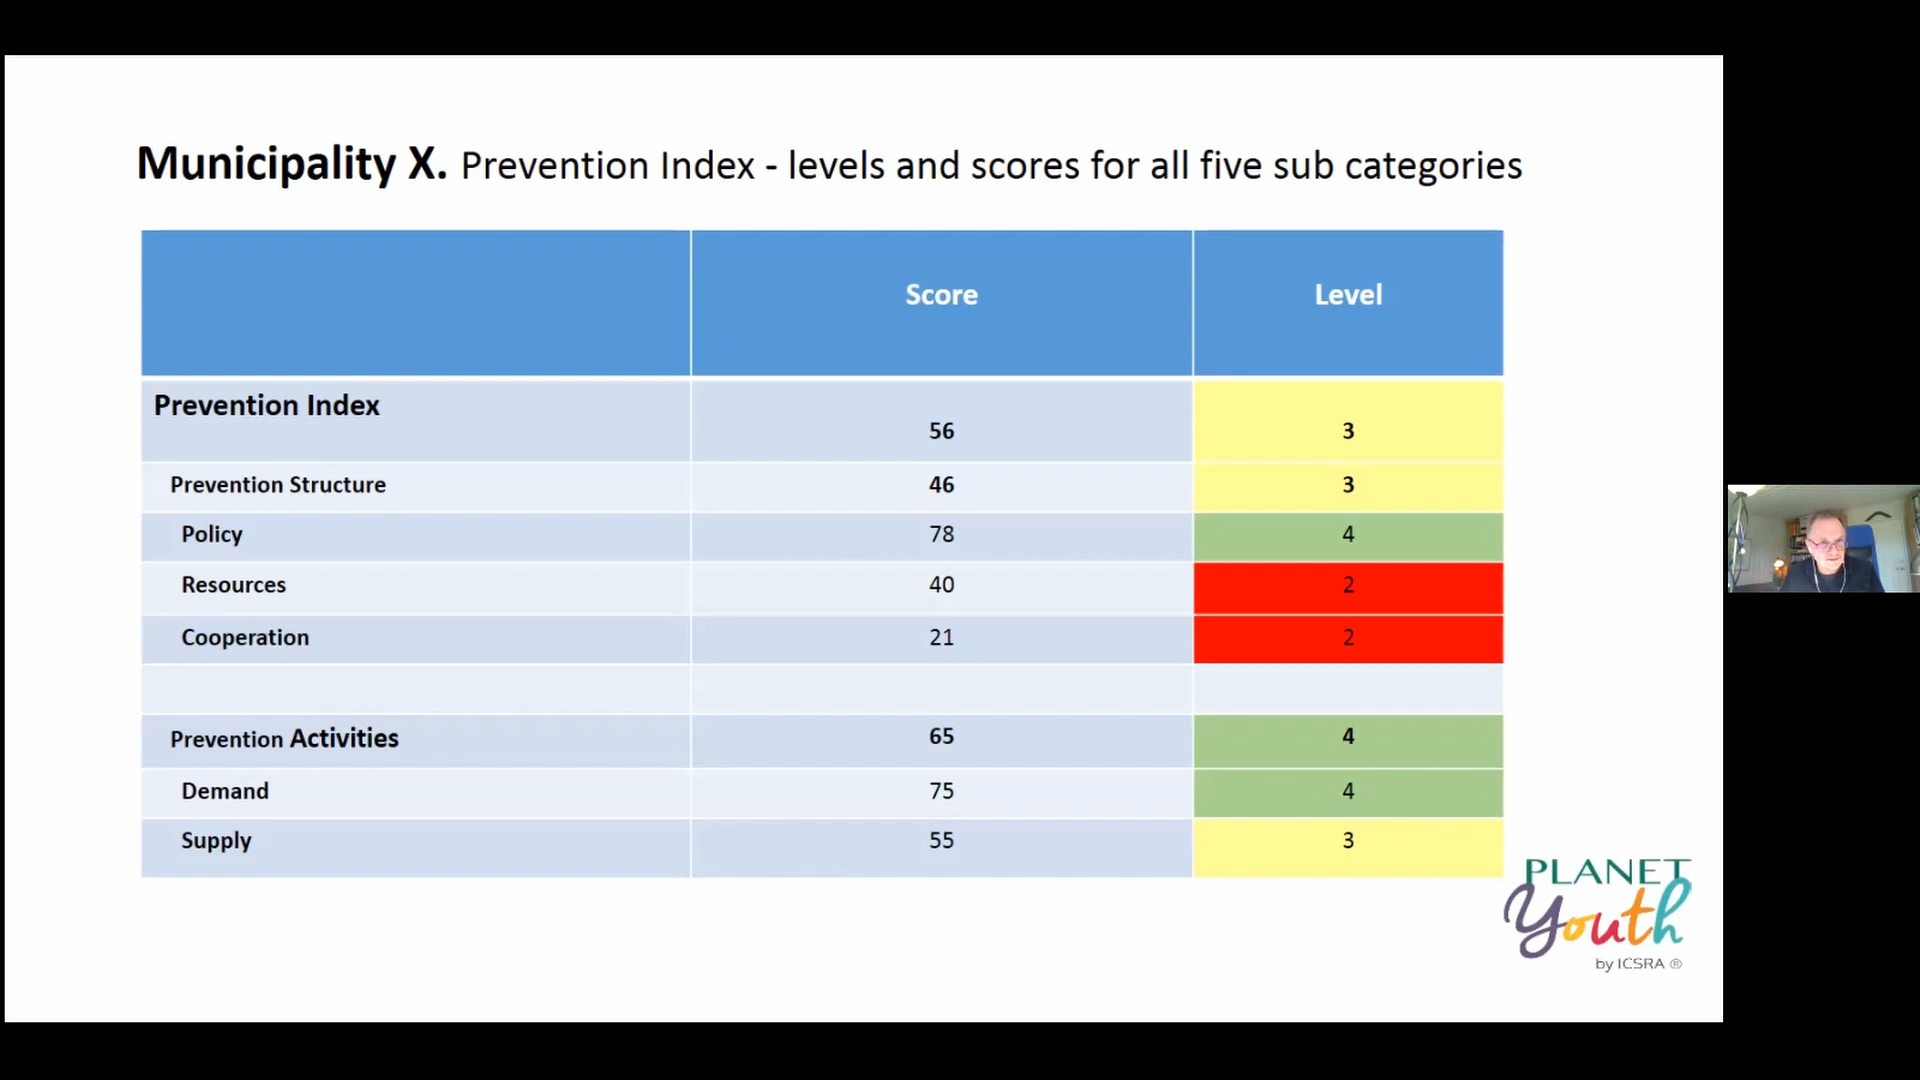 Municipality X. Prevention Index - levels and scores for all five sub categories
Score Level
Prevention Index 56 3
Prevention Structure 46 3
Policy 78 4
Resources 40 2
Cooperation 21 2
Prevention Activities 65 4
Demand 75 4
Supply 55 3
PLANET
Youth
by ICSRA ®